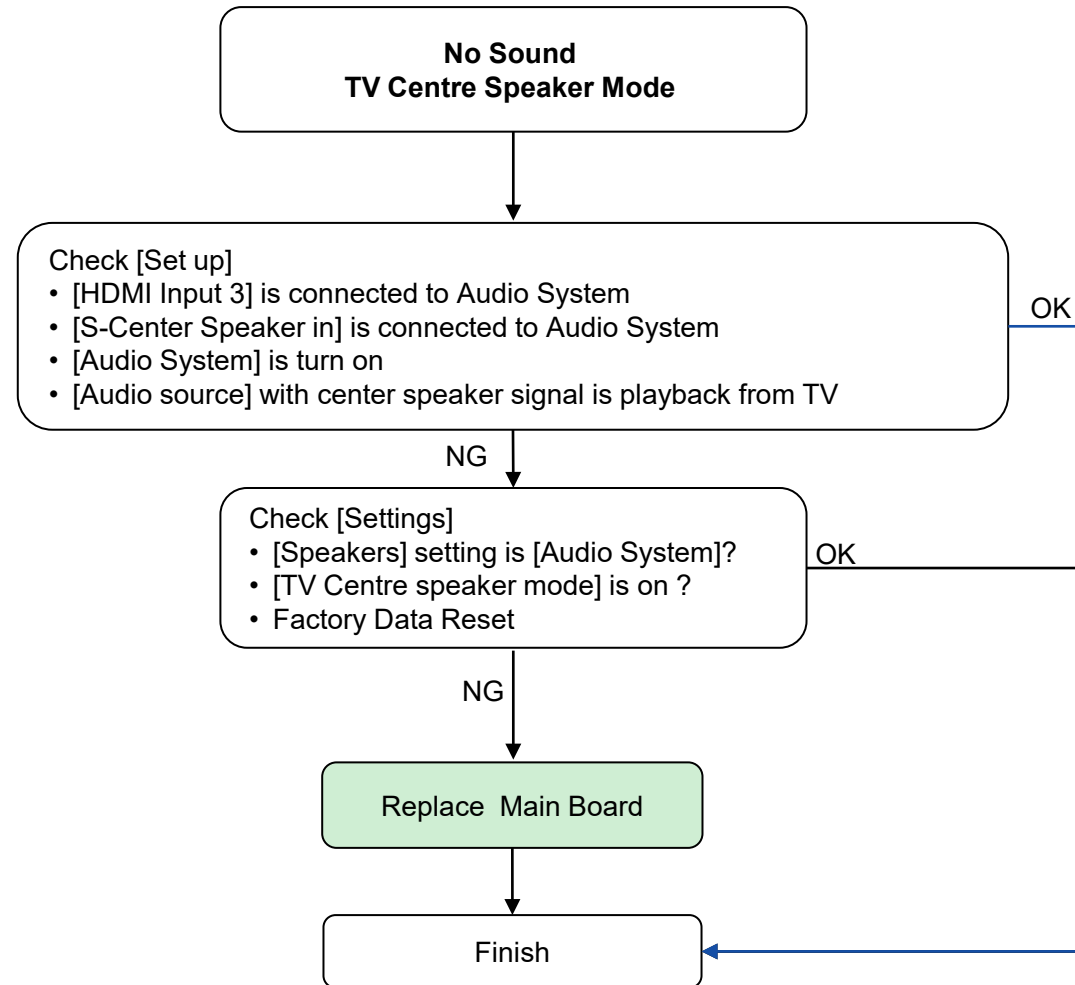 No Sound
TV Centre Speaker Mode
Check [Set up]
• [HDMI Input 3] is connected to Audio System
• [S-Center Speaker in] is connected to Audio System
• [Audio System] is turn on
• [Audio source] with center speaker signal is playback from TV
OK
NG
Check [Settings]
• [Speakers] setting is [Audio System]?
• [TV Centre speaker mode] is on ?
• Factory Data Reset
OK
NG
Replace Main Board
Finish